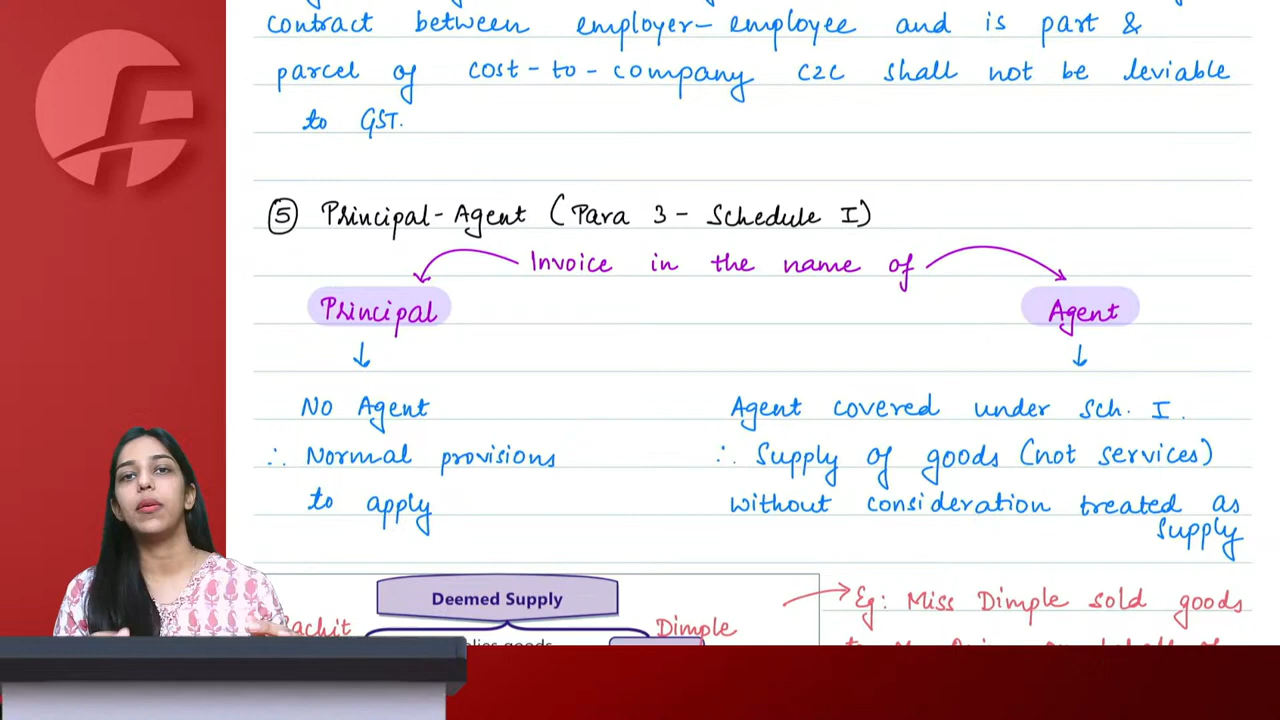 contract between employer-employee and is part &
parcel of cost-to-company C2C shall not be leviable
to GST.
⑤ Principal-Agent (Para 3 - Schedule I)
Invoice in the name of
Principal
Agent
↓
↓
No Agent
Agent covered under Sch. I.
∴ Normal provisions
∴ Supply of goods (not services)
to apply
without consideration treated as
supply
Deemed Supply
Eg: Miss Dimple sold goods
Rachit
Dimple
goods